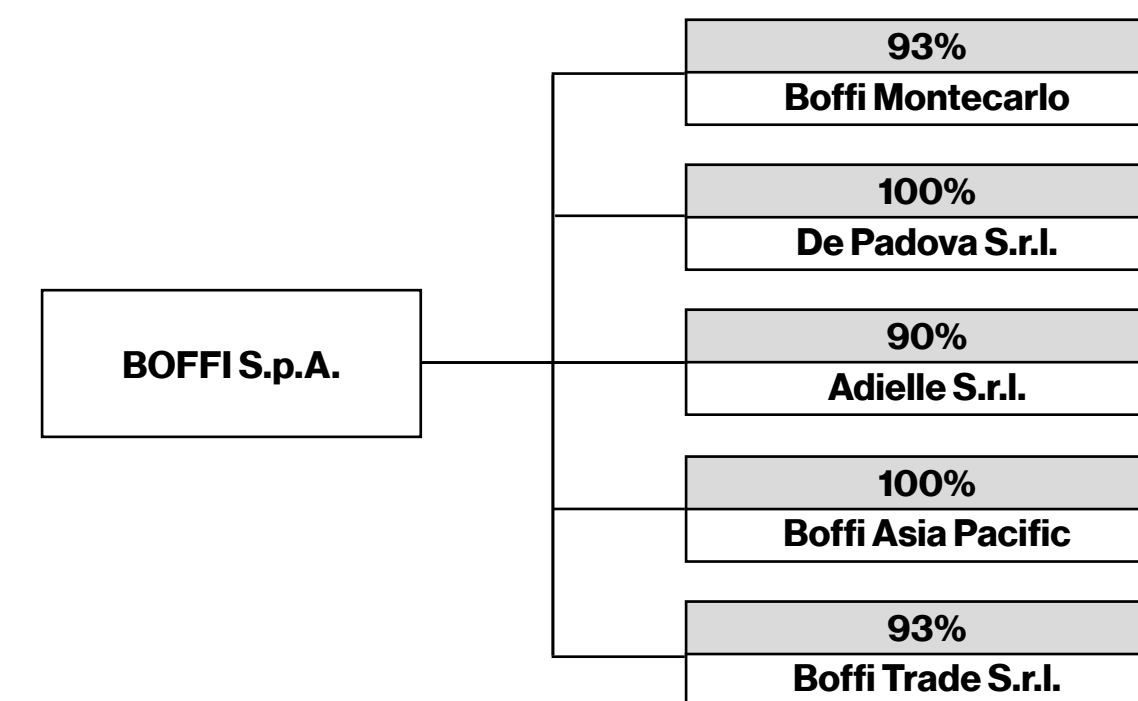 93%
Boffi Montecarlo
100%
De Padova S.r.l.
BOFFI S.p.A.
90%
Adielle S.r.l.
100%
Boffi Asia Pacific
93%
Boffi Trade S.r.l.